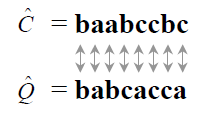 Ĉ = baabccbc
Q̂ = babcacca